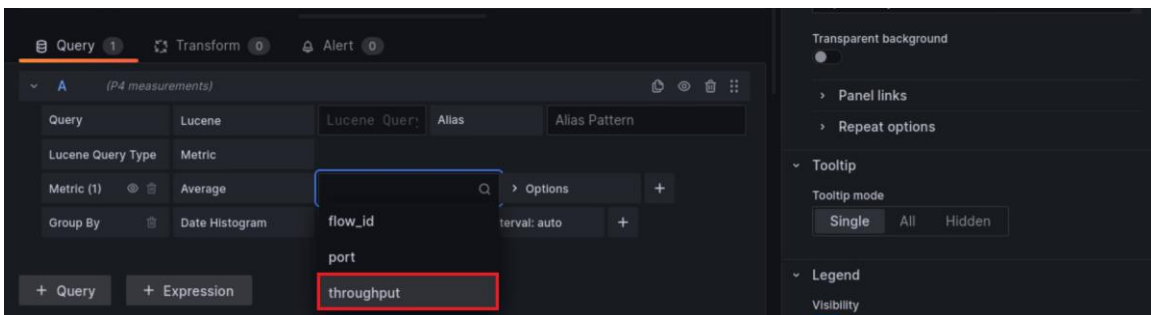 Query 1 Transform 0 Alert 0
A (P4 measurements)
Query Lucene Lucene Query Alias Alias Pattern
Lucene Query Type Metric
Metric (1) Average > Options +
Group By Date Histogram terval: auto +
flow_id
port
throughput
+ Query + Expression
Transparent background
> Panel links
> Repeat options
Tooltip
Tooltip mode
Single All Hidden
Legend
Visibility